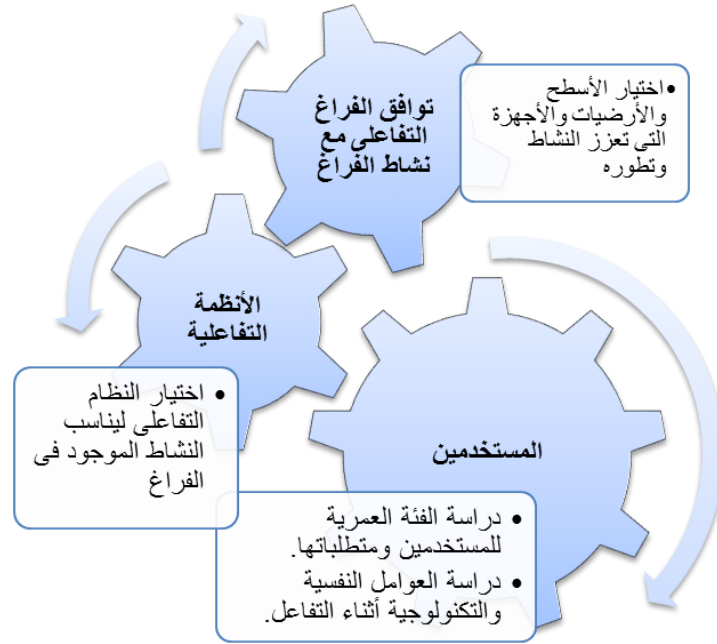 توافق الفراغ
التفاعلى مع
نشاط الفراغ
•اختيار الأسطح
والأرضيات والأجهزة
التى تعزز النشاط
وتطوره
الأنظمة
التفاعلية
• اختيار النظام
التفاعلى ليناسب
النشاط الموجود فى
الفراغ
المستخدمين
• دراسة الفئة العمرية
للمستخدمين ومتطلباتها.
• دراسة العوامل النفسية
والتكنولوجية أثناء التفاعل.